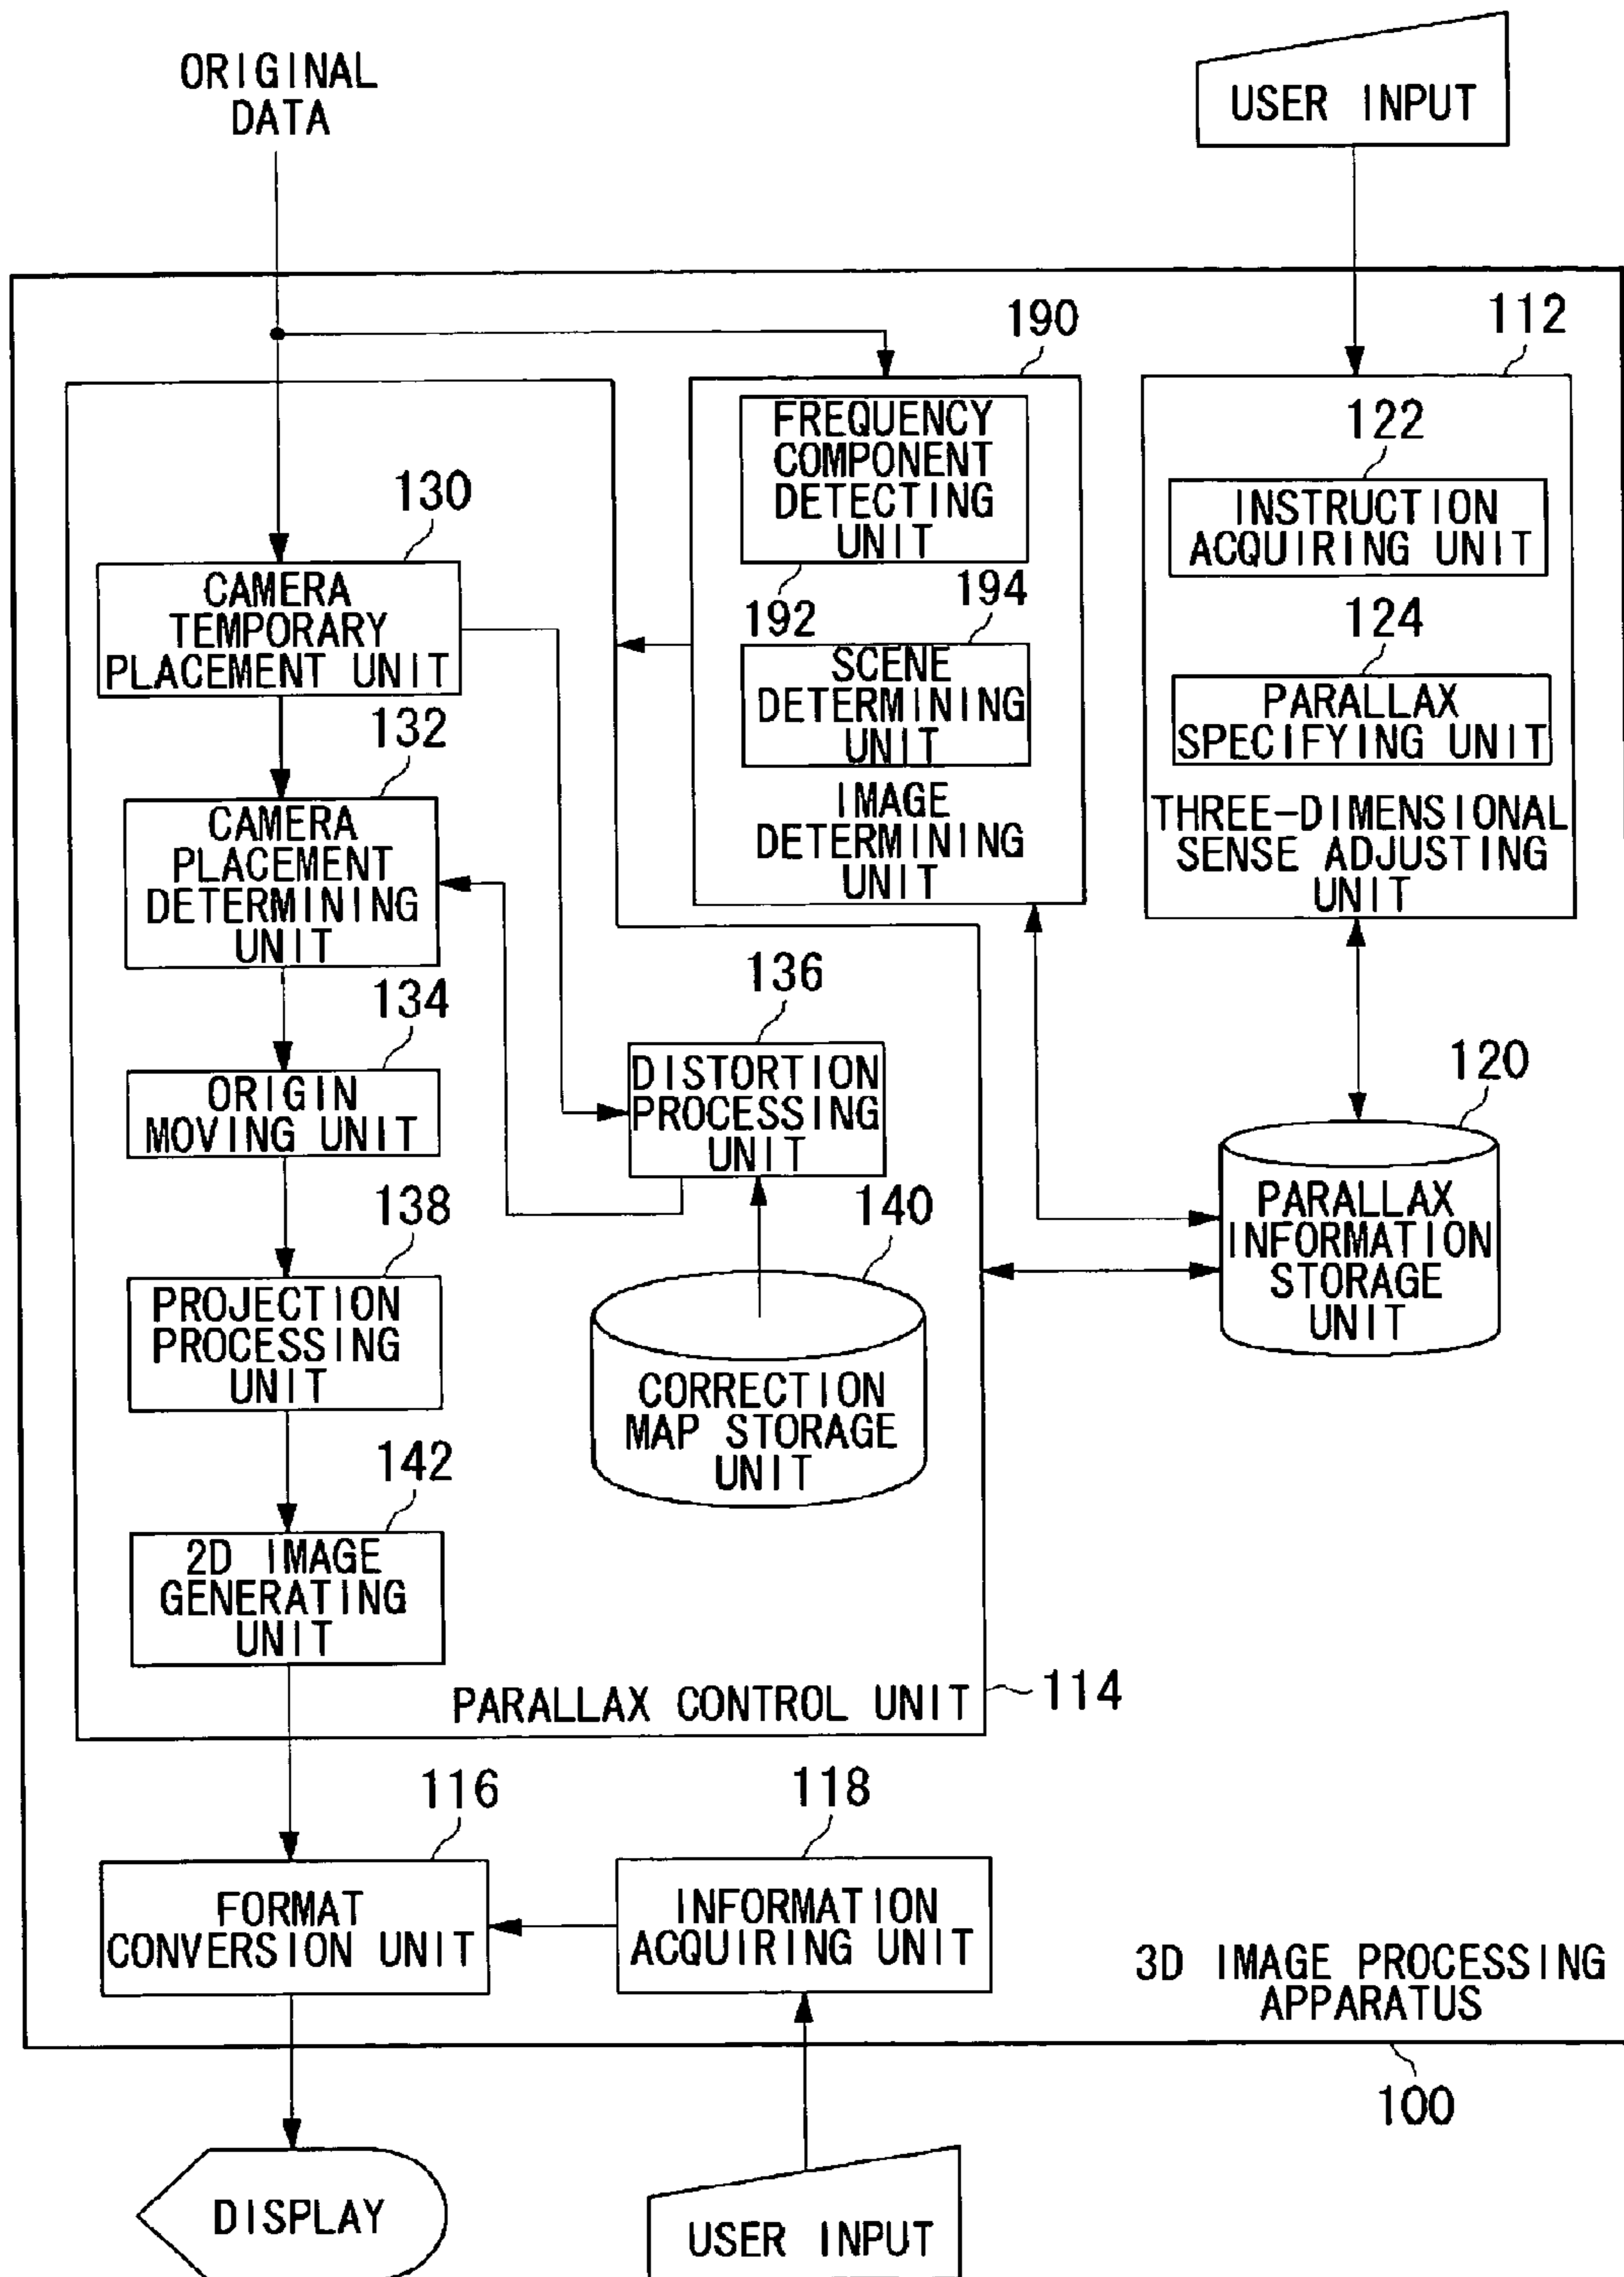 ORIGINAL
DATA
USER INPUT
190
112
FREQUENCY
COMPONENT
DETECTING
UNIT
192
122
INSTRUCTION
ACQUIRING UNIT
130
CAMERA
TEMPORARY
PLACEMENT UNIT
194
SCENE
DETERMINING
UNIT
124
PARALLAX
SPECIFYING UNIT
132
CAMERA
PLACEMENT
DETERMINING
UNIT
IMAGE
DETERMINING
UNIT
THREE-DIMENSIONAL
SENSE ADJUSTING
UNIT
134
ORIGIN
MOVING UNIT
136
DISTORTION
PROCESSING
UNIT
120
PARALLAX
INFORMATION
STORAGE
UNIT
138
PROJECTION
PROCESSING
UNIT
140
CORRECTION
MAP STORAGE
UNIT
142
2D IMAGE
GENERATING
UNIT
PARALLAX CONTROL UNIT
114
116
FORMAT
CONVERSION UNIT
118
INFORMATION
ACQUIRING UNIT
3D IMAGE PROCESSING
APPARATUS
100
DISPLAY
USER INPUT